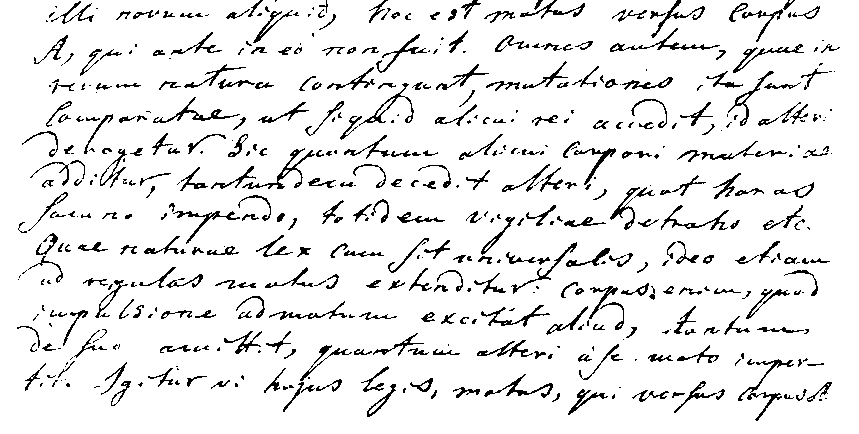 illi novum aliquid, hoc est motus versus corpus
A, qui ante in eo non fuit. Omnes autem, quae in
rerum natura contingunt, mutationes ita sunt
comparatae, ut siquid alicui rei accedit, id alteri
derogetur. Sic quantum alicui corpori materiae
additur, tantundem decedit alteri, quot horas
somno impendo, totidem vigiliae detraho etc.
Quae naturae lex cum sit universalis, ideo etiam
ad regulas motus extenditur: corpus enim, quod
impulsione ad motum excitat aliud, tantum
de suo amittit, quantum alteri a se moto imper-
tit. Igitur vi hujus legis, motus, qui versus corpus A